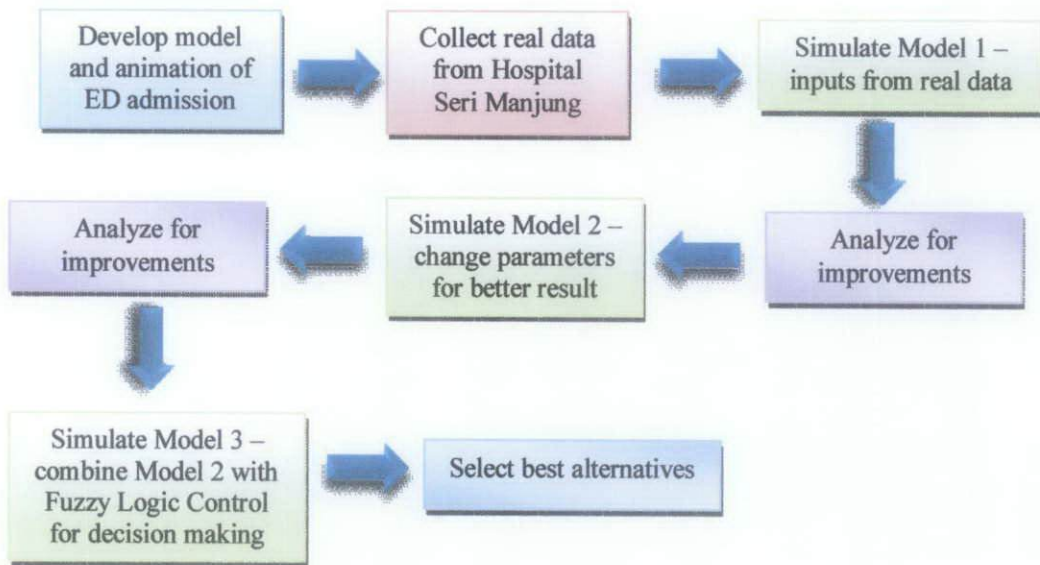 Develop model
and animation of
ED admission
Collect real data
from Hospital
Seri Manjung
Simulate Model 1 –
inputs from real data
Analyze for
improvements
Simulate Model 2 –
change parameters
for better result
Analyze for
improvements
Simulate Model 3 –
combine Model 2 with
Fuzzy Logic Control
for decision making
Select best alternatives